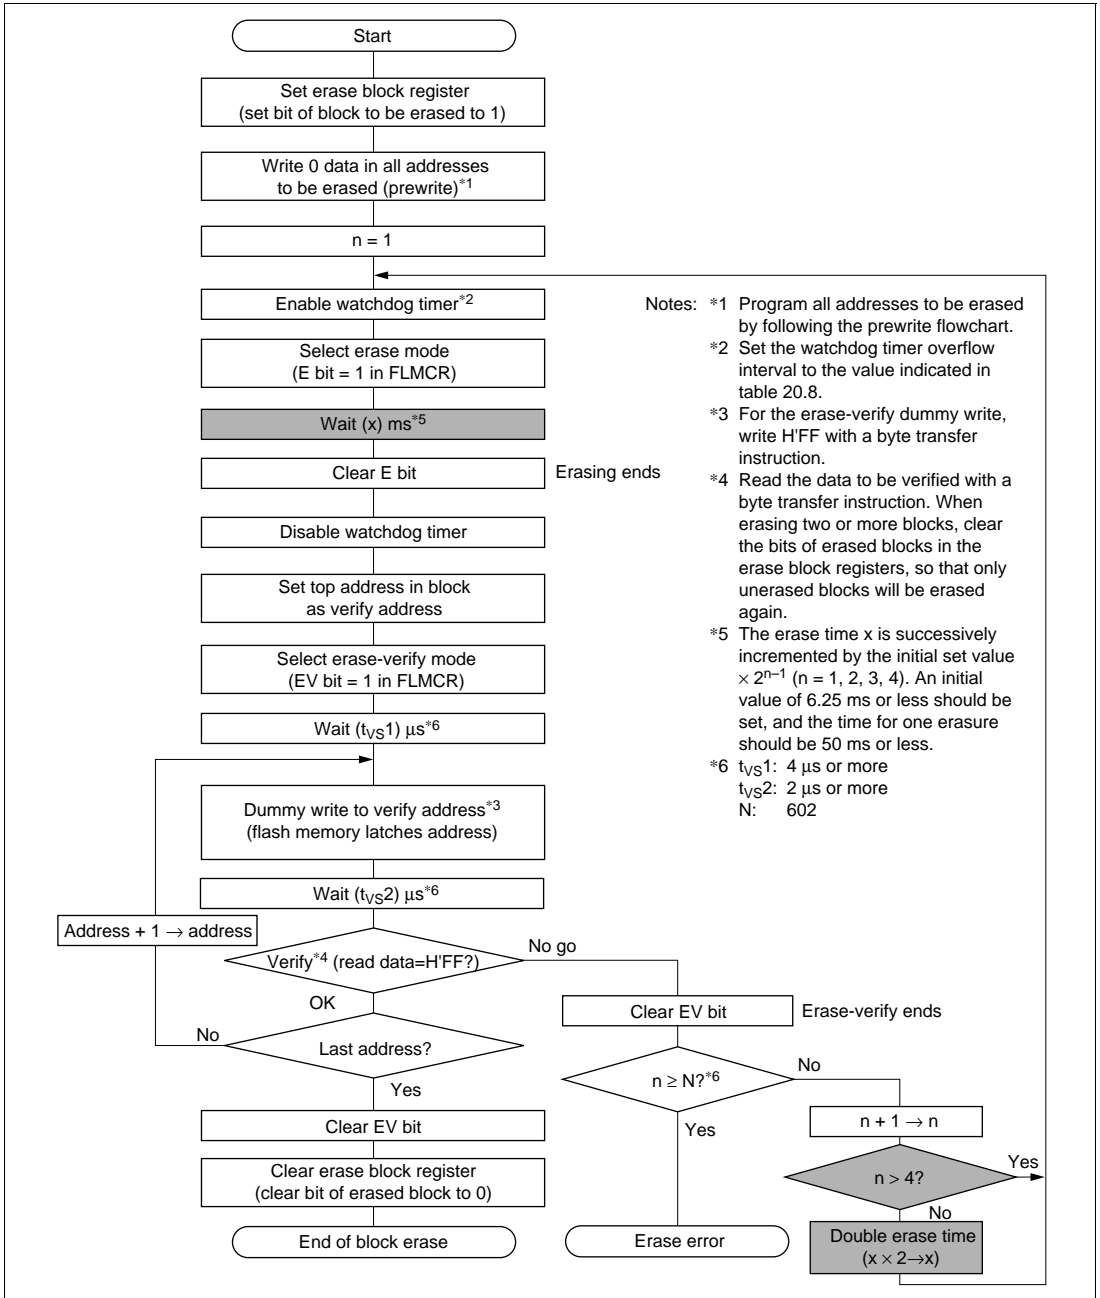 Start
Set erase block register
(set bit of block to be erased to 1)
Write 0 data in all addresses
to be erased (prewrite)*1
n = 1
Enable watchdog timer*2
Select erase mode
(E bit = 1 in FLMCR)
Wait (x) ms*5
Clear E bit
Erasing ends
Disable watchdog timer
Set top address in block
as verify address
Select erase-verify mode
(EV bit = 1 in FLMCR)
Wait (tVS1) μs*6
Dummy write to verify address*3
(flash memory latches address)
Wait (tVS2) μs*6
Address + 1 → address
Verify*4 (read data=H'FF?)
No go
OK
Last address?
No
Yes
Clear EV bit
Clear erase block register
(clear bit of erased block to 0)
End of block erase
Clear EV bit
Erase-verify ends
n ≥ N?*6
No
Yes
Erase error
n + 1 → n
n > 4?
Yes
No
Double erase time
(x × 2→x)
Notes: *1 Program all addresses to be erased
by following the prewrite flowchart.
*2 Set the watchdog timer overflow
interval to the value indicated in
table 20.8.
*3 For the erase-verify dummy write,
write H'FF with a byte transfer
instruction.
*4 Read the data to be verified with a
byte transfer instruction. When
erasing two or more blocks, clear
the bits of erased blocks in the
erase block registers, so that only
unerased blocks will be erased
again.
*5 The erase time x is successively
incremented by the initial set value
× 2n–1 (n = 1, 2, 3, 4). An initial
value of 6.25 ms or less should be
set, and the time for one erasure
should be 50 ms or less.
*6 tVS1: 4 μs or more
tVS2: 2 μs or more
N: 602